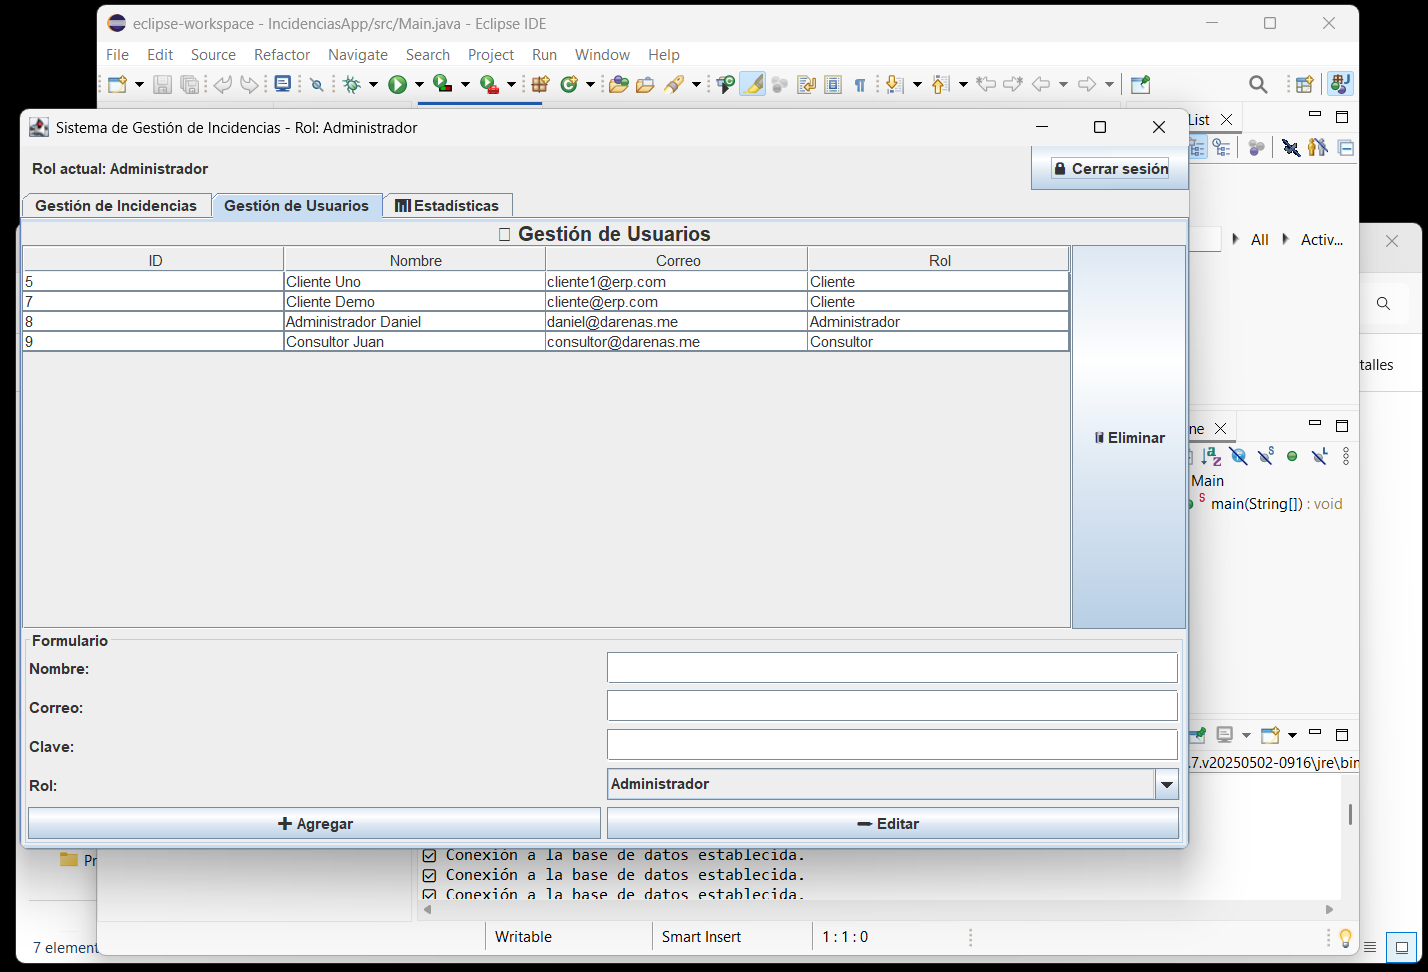 eclipse-workspace - IncidenciasApp/src/Main.java - Eclipse IDE
File Edit Source Refactor Navigate Search Project Run Window Help
Sistema de Gestión de Incidencias - Rol: Administrador
List
Rol actual: Administrador
Cerrar sesión
Gestión de Incidencias Gestión de Usuarios Estadísticas
Gestión de Usuarios
All Activ...
ID Nombre Correo Rol
5 Cliente Uno cliente1@erp.com Cliente
7 Cliente Demo cliente@erp.com Cliente
8 Administrador Daniel daniel@darenas.me Administrador
9 Consultor Juan consultor@darenas.me Consultor
talles
Eliminar
ne
Main
main(String[]) : void
Formulario
Nombre:
Correo:
Clave:
Rol: Administrador
Agregar Editar
.7.v20250502-0916\jre\bin
Pr
Conexión a la base de datos establecida.
Conexión a la base de datos establecida.
Conexión a la base de datos establecida.
Writable Smart Insert 1 : 1 : 0
7 element